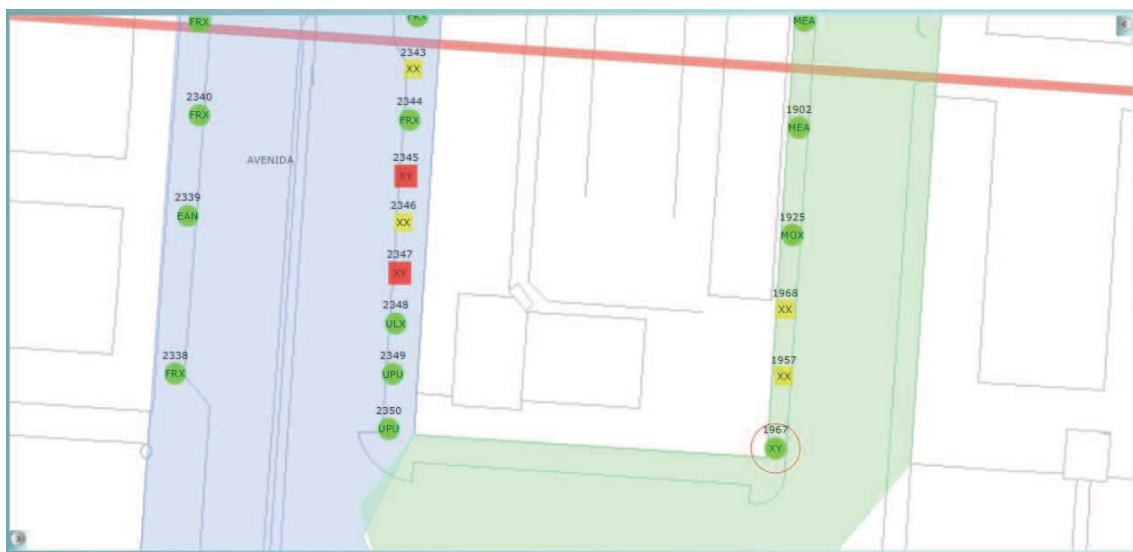 FRX
FRX
MEA
2343
XX
2340
FRX
2344
FRX
1902
MEA
AVENIDA
2345
XY
2339
EAN
2346
XX
1925
MOX
2347
XY
1968
XX
2348
ULX
2338
FRX
2349
UPU
1957
XX
2350
UPU
1967
XY